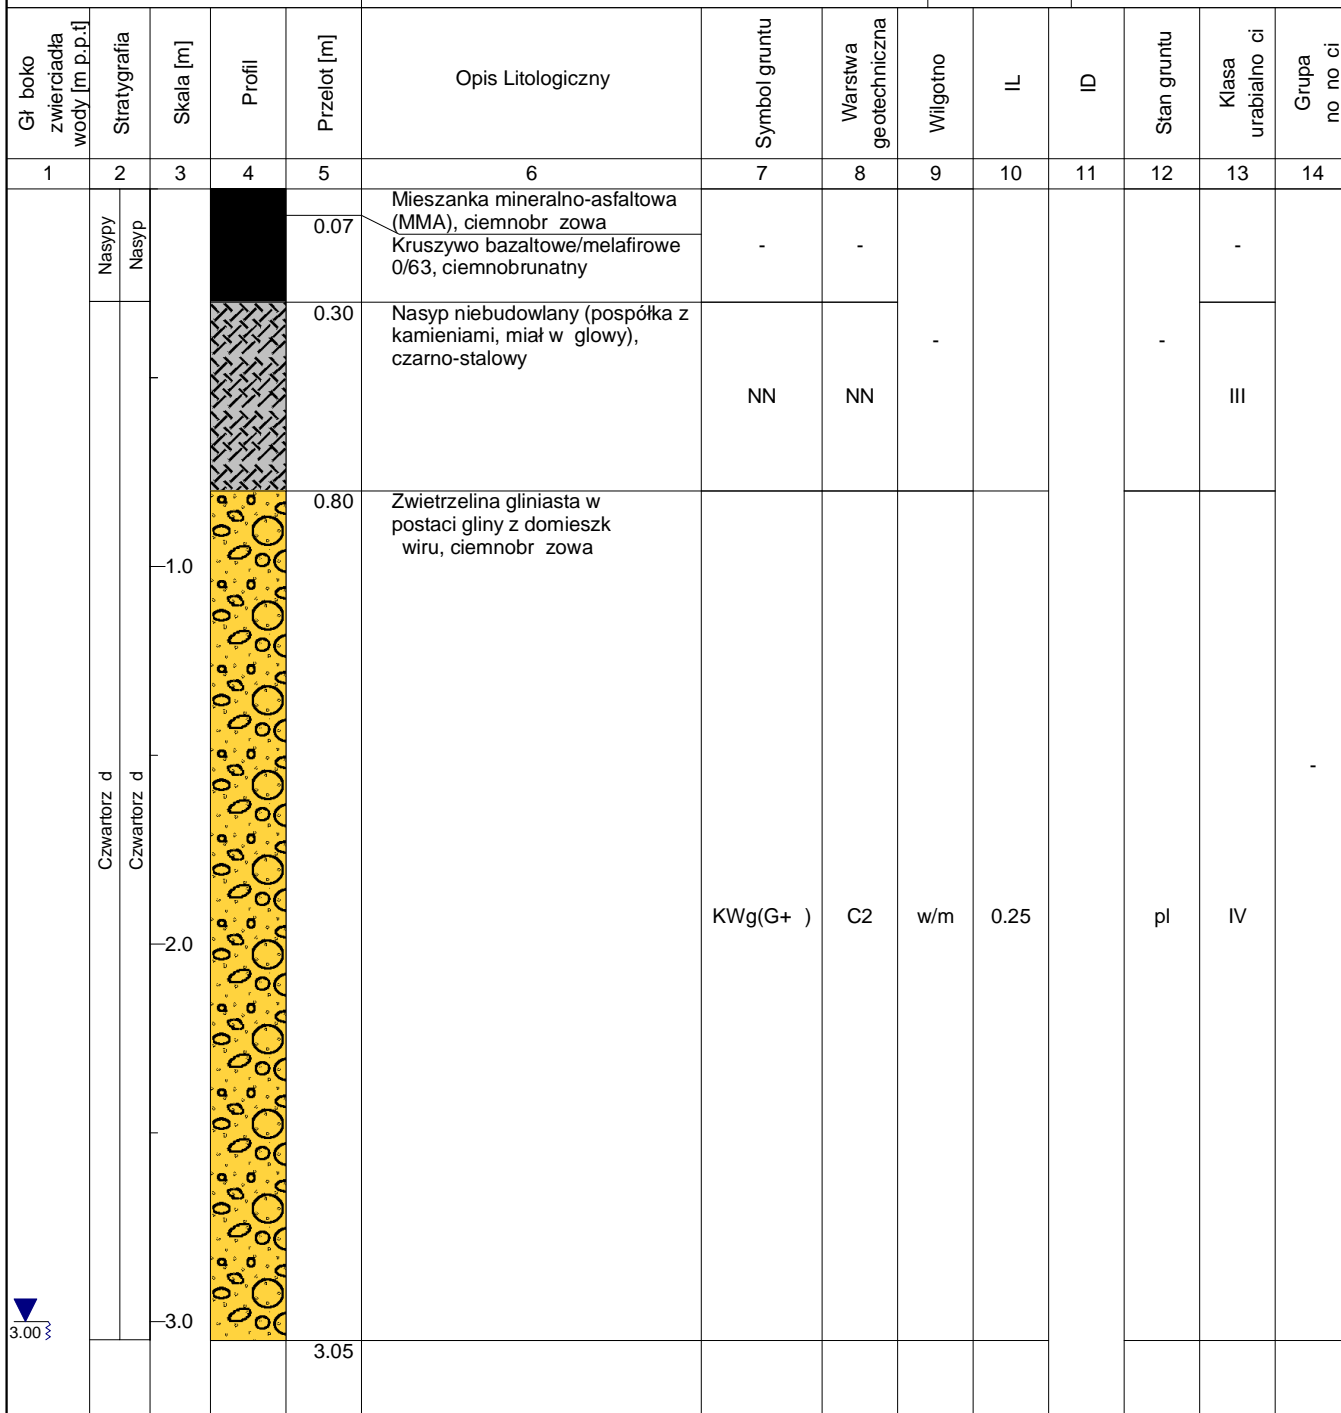 Gł boko
zwierciadła
wody [m p.p.t]
Stratygrafia
Skala [m]
Profil
Przelot [m]
Opis Litologiczny
Symbol gruntu
Warstwa
geotechniczna
Wilgotno
IL
ID
Stan gruntu
Klasa
urabialno ci
Grupa
no no ci
1 2 3 4 5 6 7 8 9 10 11 12 13 14
Nasypy
Nasyp
0.07
Mieszanka mineralno-asfaltowa
(MMA), ciemnobr zowa
Kruszywo bazaltowe/melafirowe
0/63, ciemnobrunatny
- - -
0.30
Nasyp niebudowlany (pospółka z
kamieniami, miał w glowy),
czarno-stalowy
- -
NN NN III
0.80
Zwietrzelina gliniasta w
postaci gliny z domieszk
wiru, ciemnobr zowa
1.0
Czwartorz d
Czwartorz d
-
KWg(G+ ) C2 w/m 0.25 pl IV
2.0
3.0
3.00
3.05